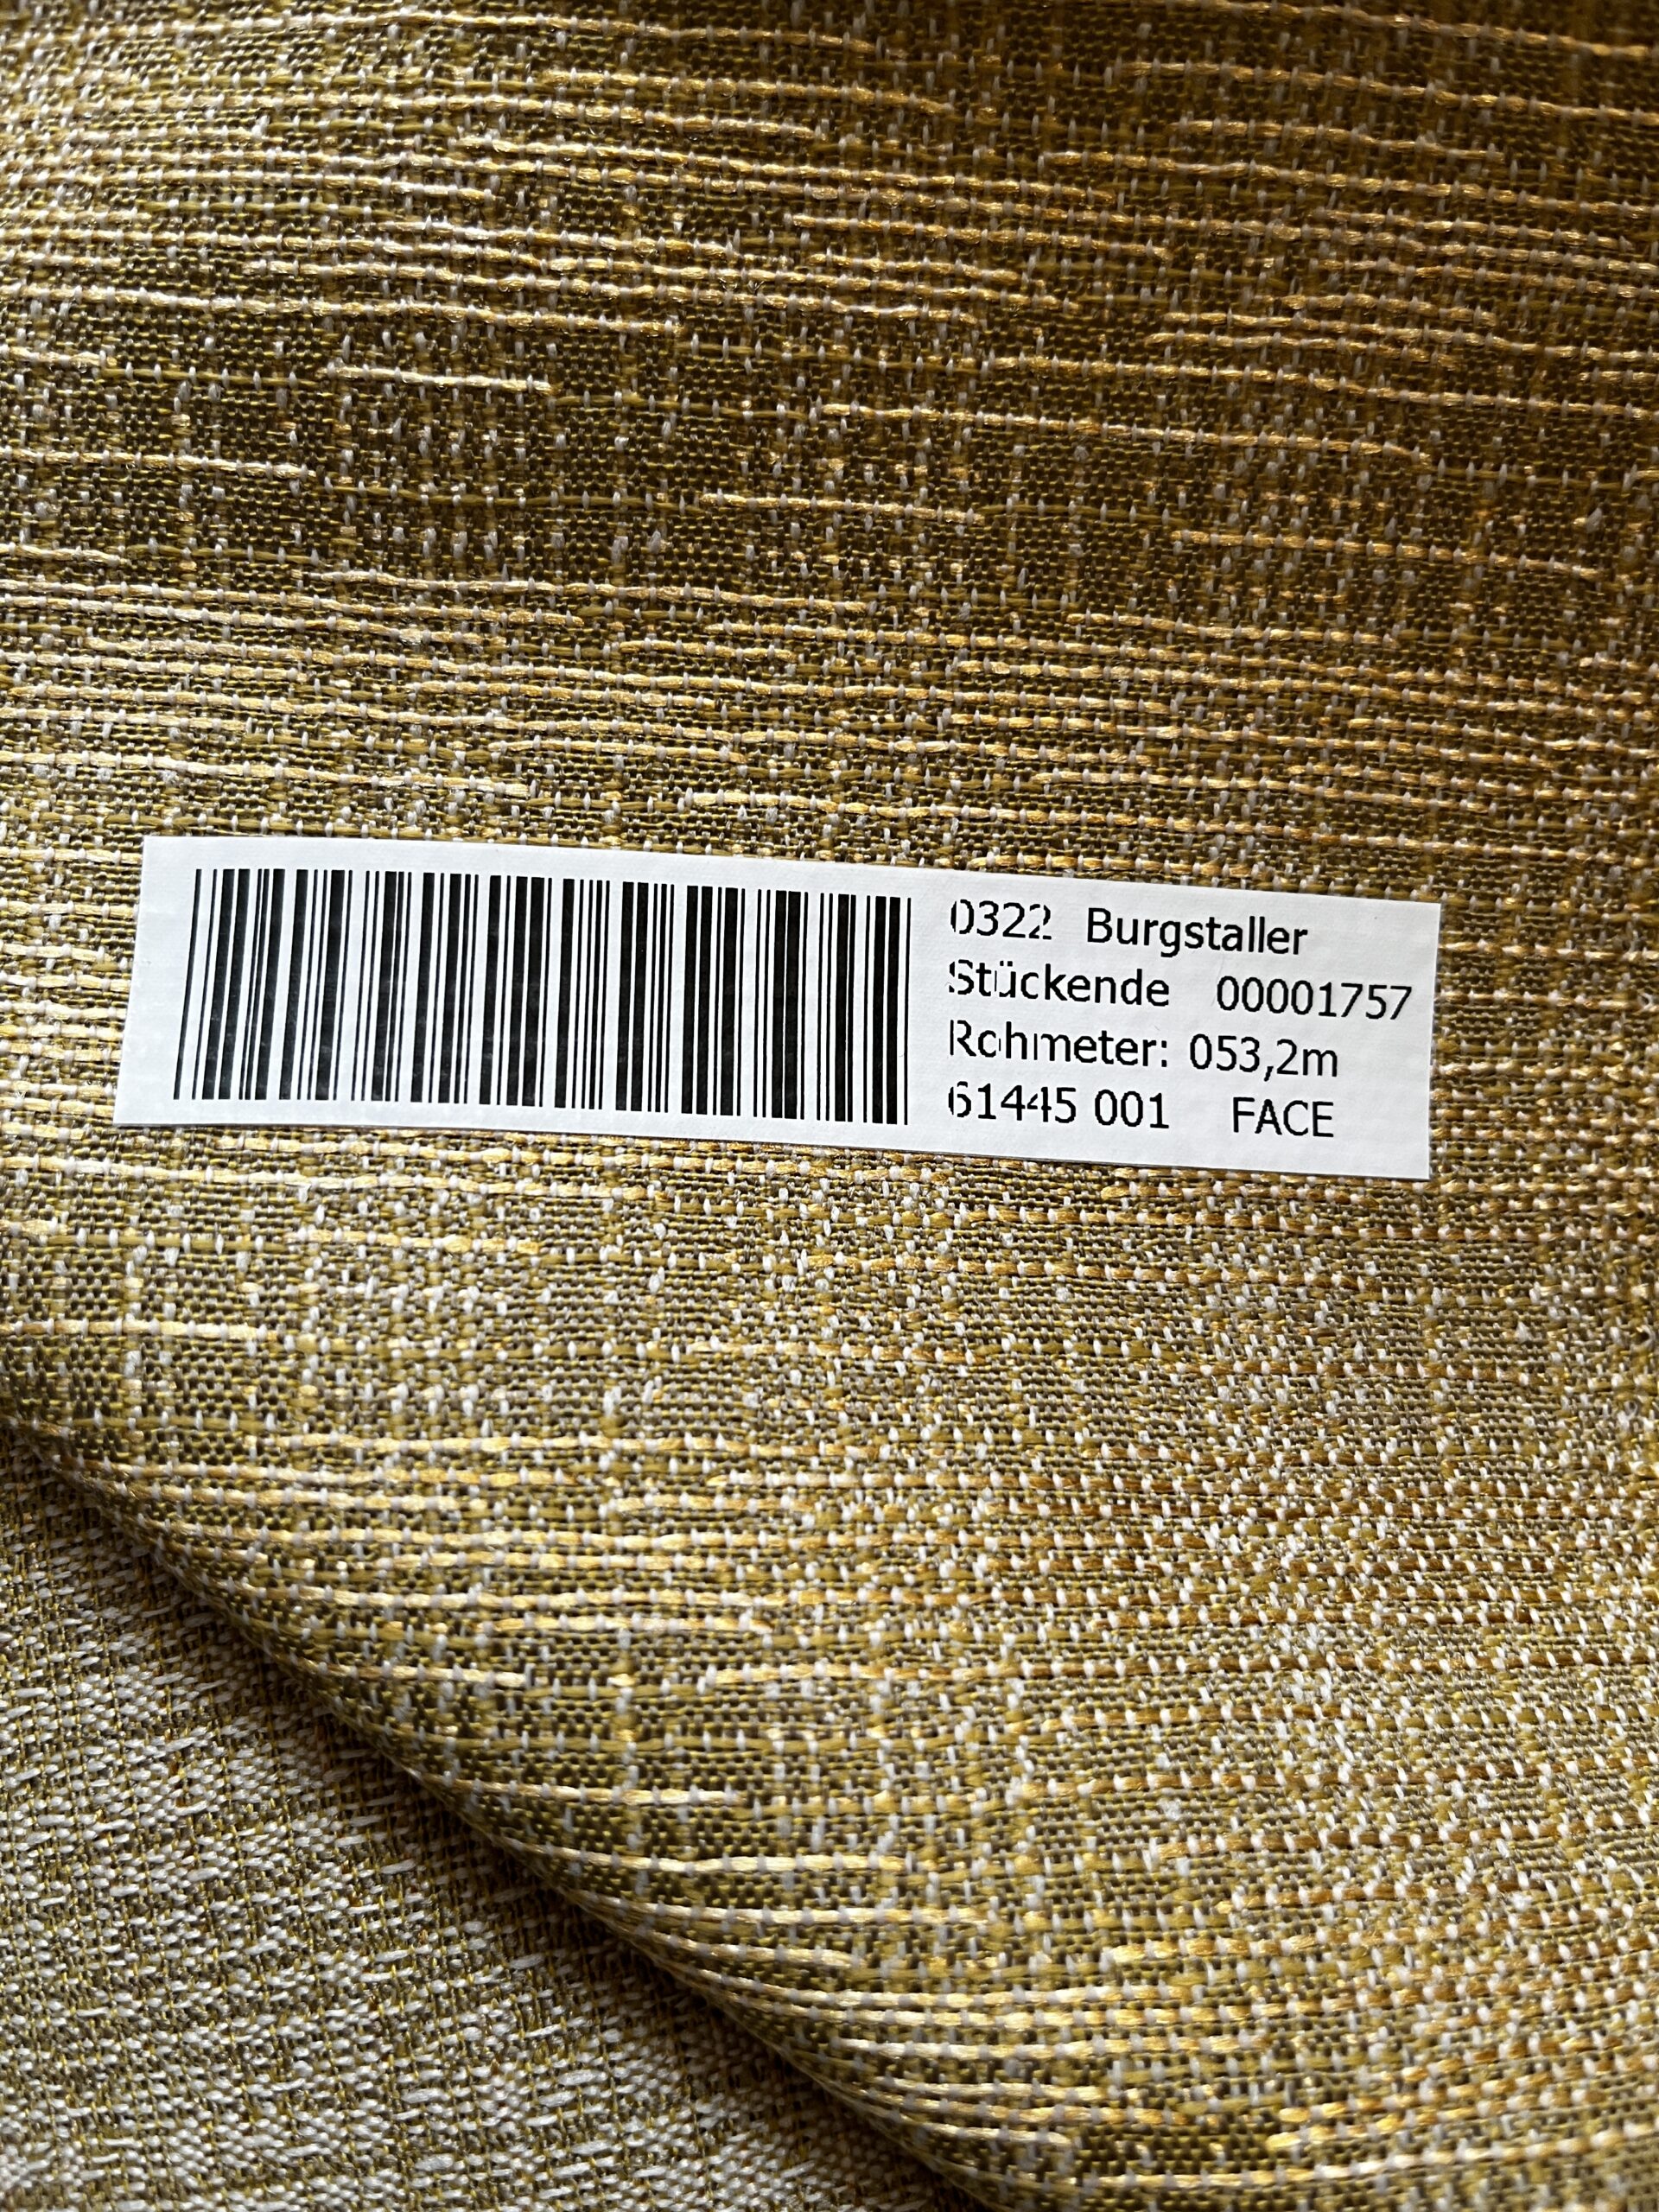 0322 Burgstaller
Stückende 00001757
Rohmeter: 053,2m
61445 001 FACE